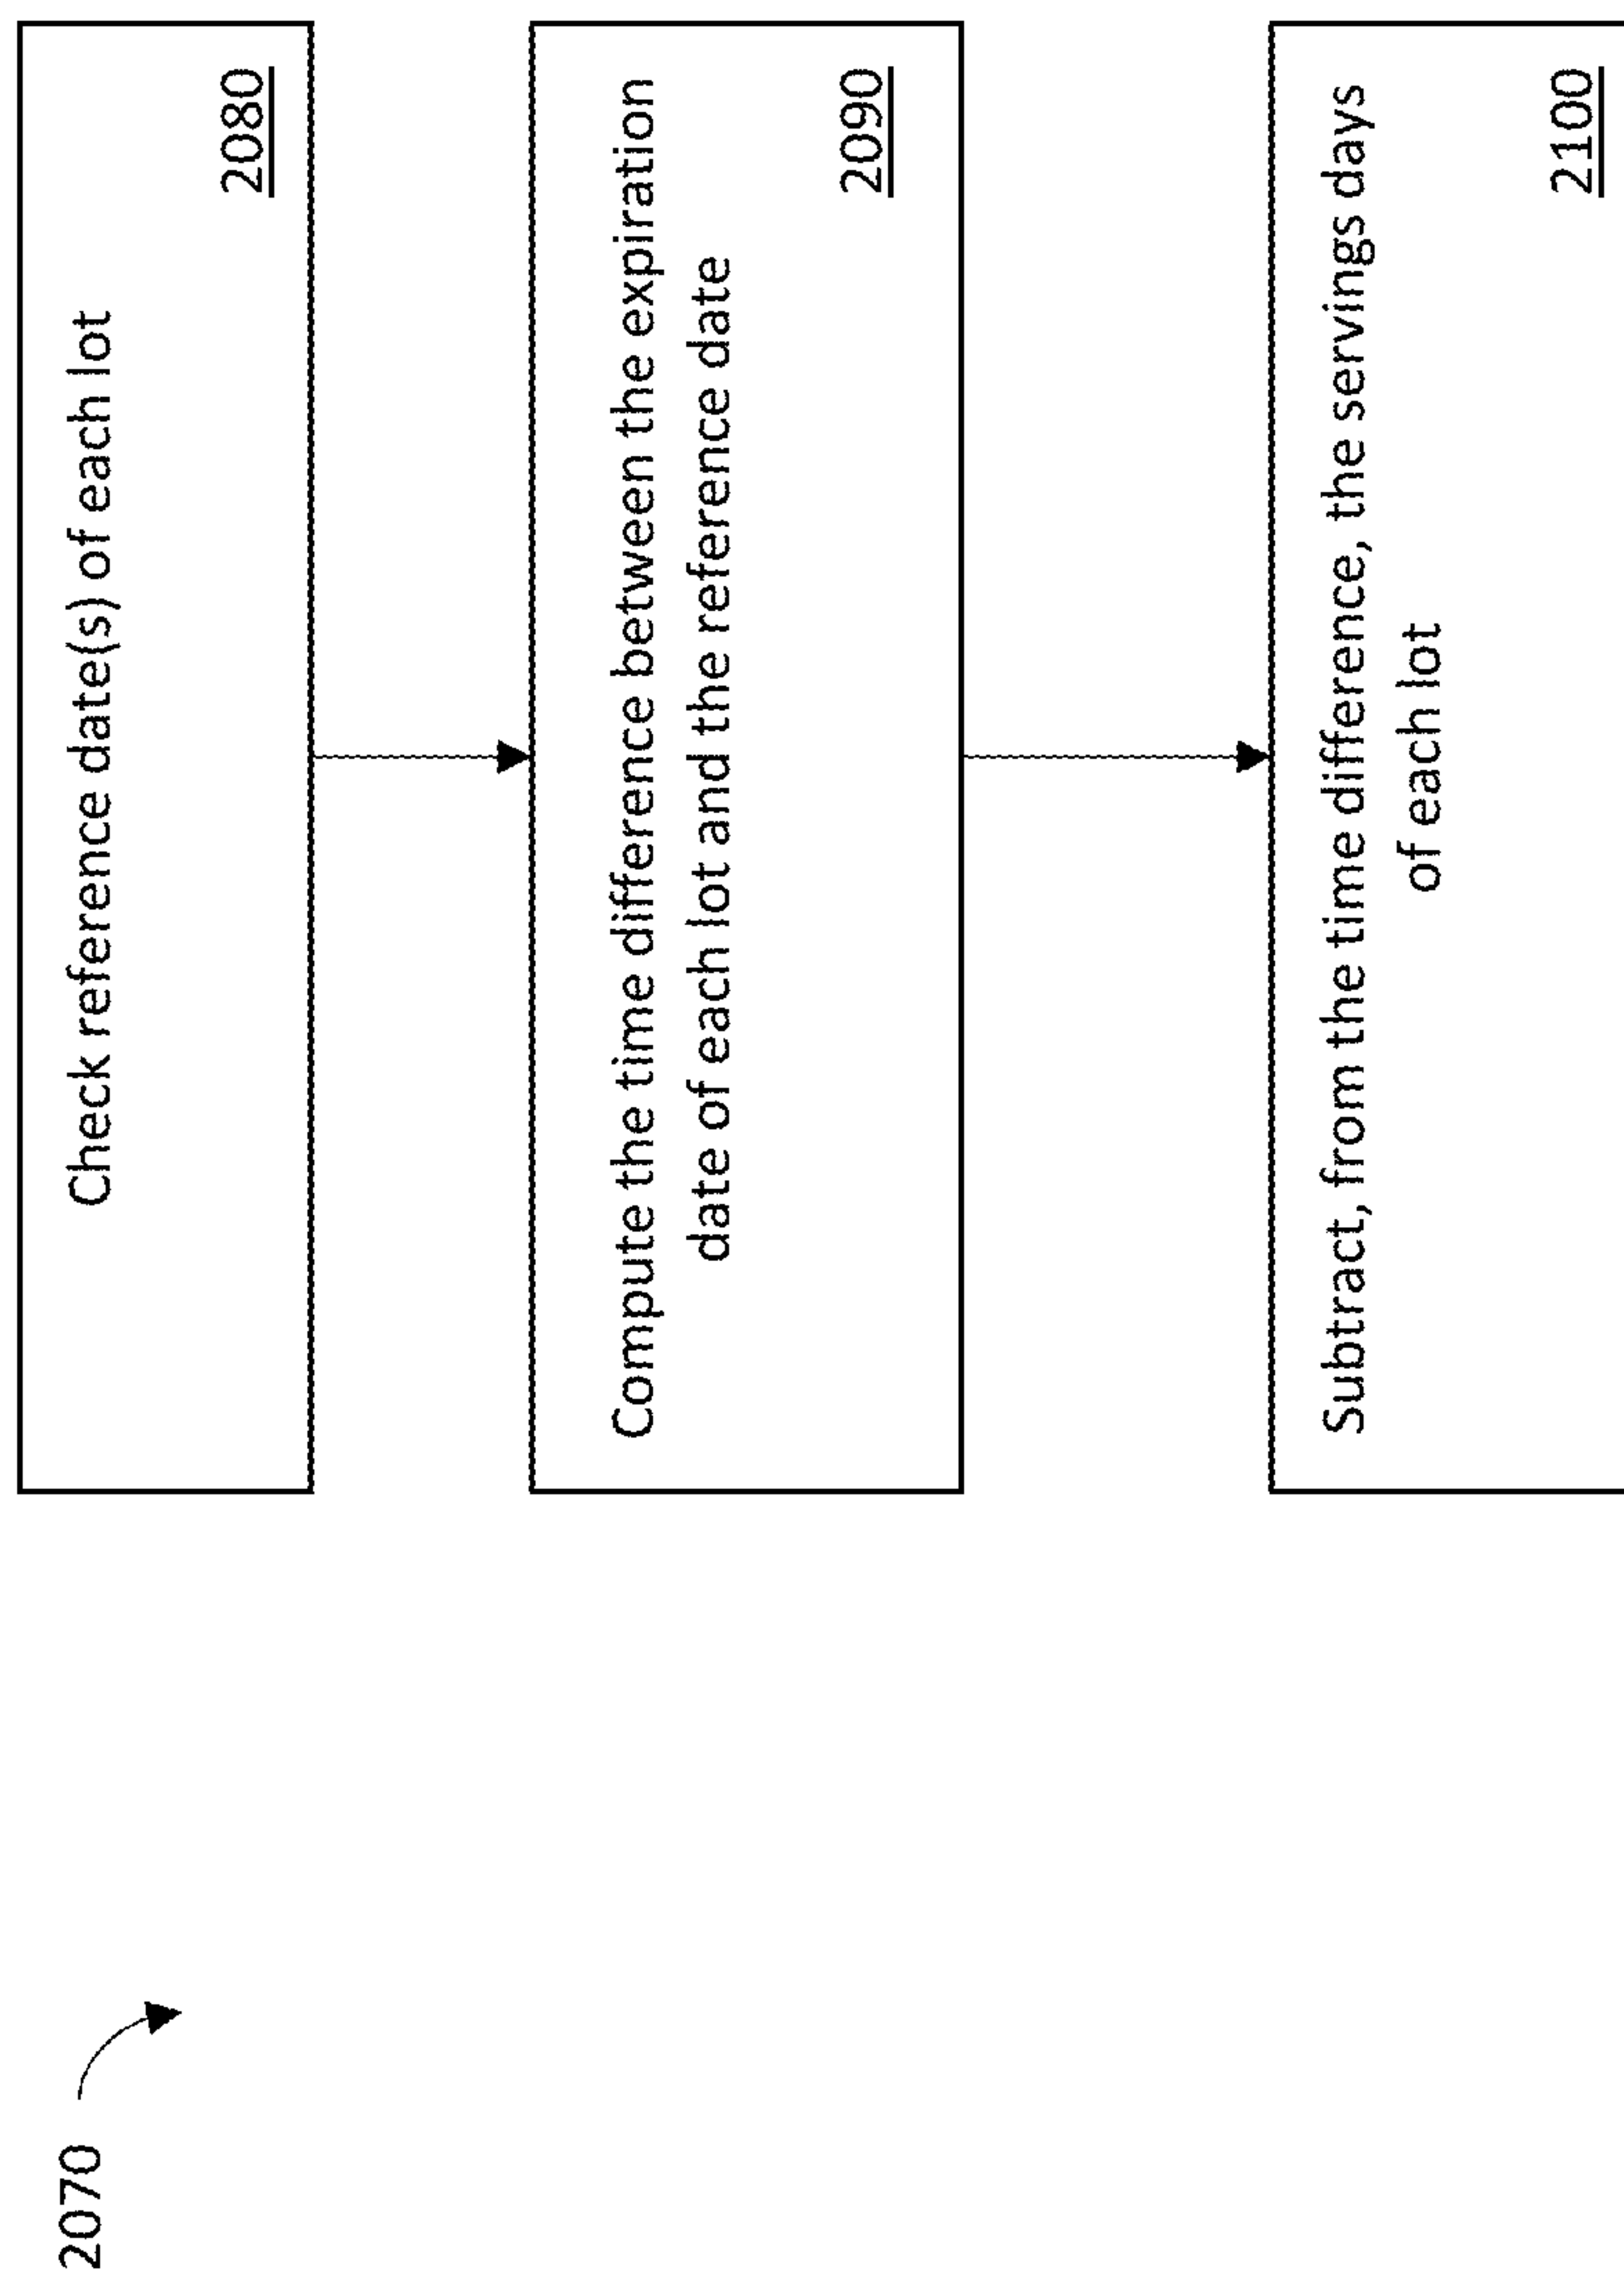 2070
Check reference date(s) of each lot
2080
Compute the time difference between the expiration
date of each lot and the reference date
2090
Subtract, from the time difference, the servings days
of each lot
2100